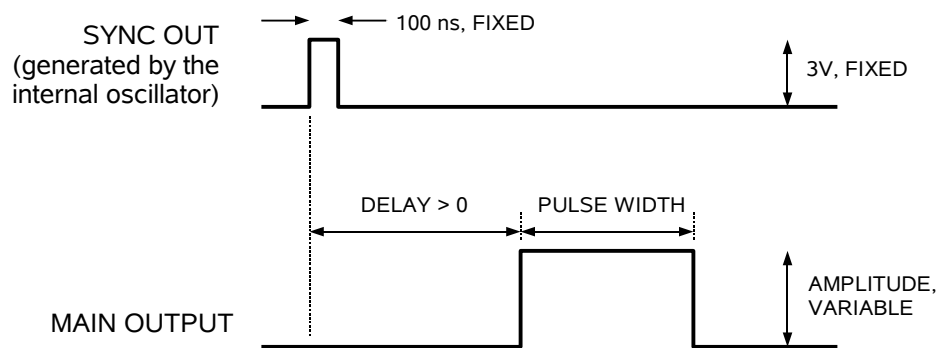 100 ns, FIXED
SYNC OUT
(generated by the
internal oscillator)
3V, FIXED
DELAY > 0
PULSE WIDTH
AMPLITUDE,
VARIABLE
MAIN OUTPUT